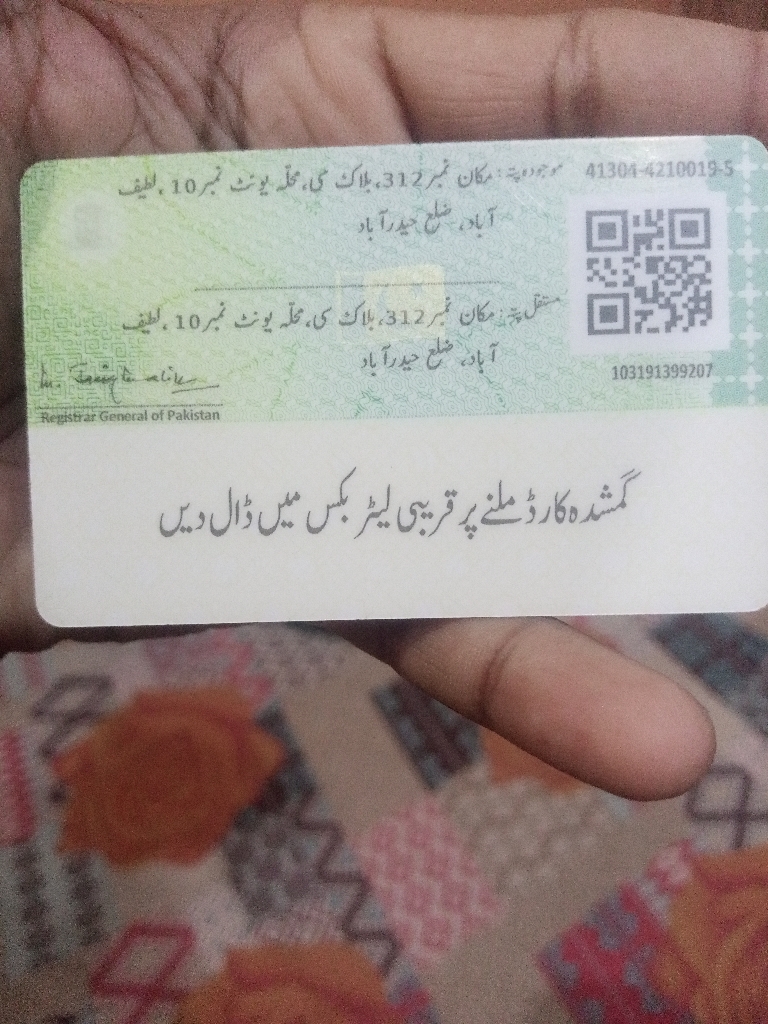 موجودہ پتہ: مکان نمبر 312، بلاک سی، محلہ یونٹ نمبر 10، لطیف
آباد، ضلع حیدرآباد
41304-4210019-5
مستقل پتہ: مکان نمبر 312، بلاک سی، محلہ یونٹ نمبر 10، لطیف
آباد، ضلع حیدرآباد
103191399207
Registrar General of Pakistan
گمشدہ کارڈ ملنے پر قریبی لیٹر بکس میں ڈال دیں